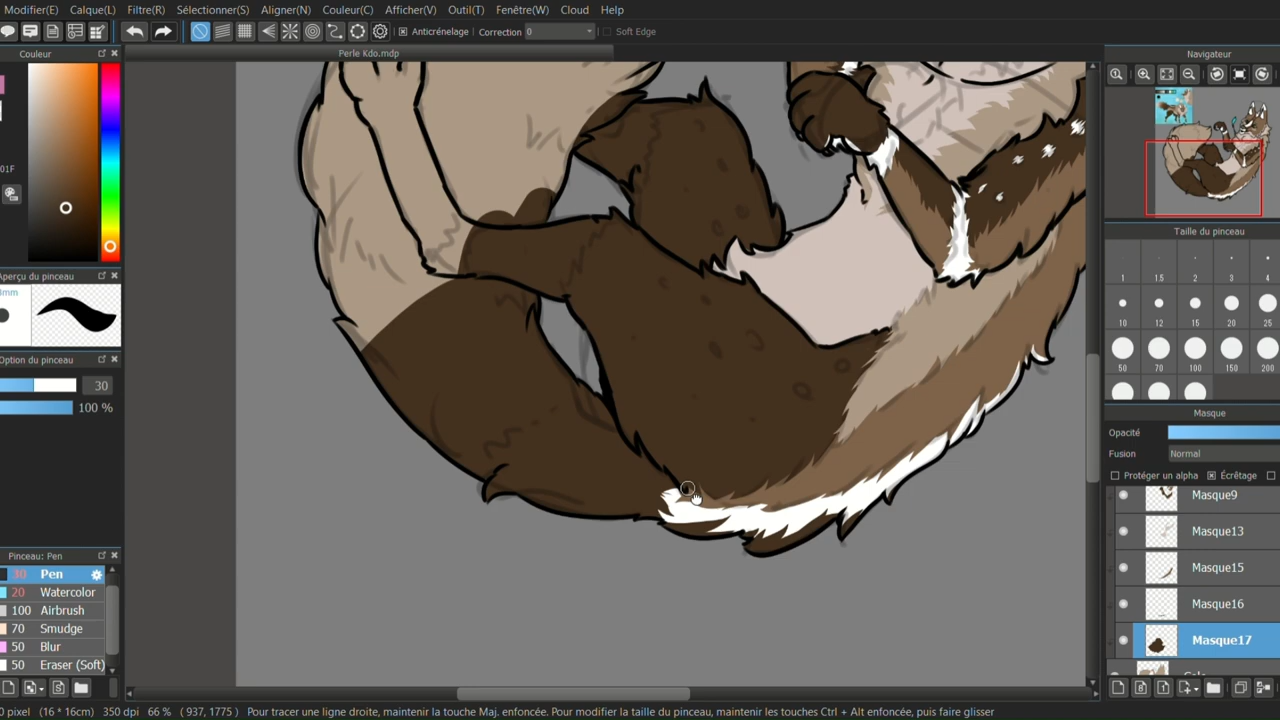 Modifier(E) Calque(L) Filtre(R) Sélectionner(S) Aligner(N) Couleur(C) Afficher(V) Outil(T) Fenêtre(W) Cloud Help
Anticrénelage Correction 0 Soft Edge
Couleur
Perle Kdo.mdp
Navigateur
01F
Taille du pinceau
1 1.5 2 3 4
10 12 15 20 25
50 70 100 150 200
Aperçu du pinceau
Option du pinceau
30
100 %
Masque
Opacité
Fusion Normal
Protéger un alpha Écrêtage
Masque9
Masque13
Masque15
Masque16
Masque17
Pinceau: Pen
30 Pen
20 Watercolor
100 Airbrush
70 Smudge
50 Blur
50 Eraser (Soft)
0 pixel (16 * 16cm) 350 dpi 66 % ( 937, 1775 ) Pour tracer une ligne droite, maintenir la touche Maj. enfoncée. Pour modifier la taille du pinceau, maintenir les touches Ctrl + Alt enfoncée, puis faire glisser